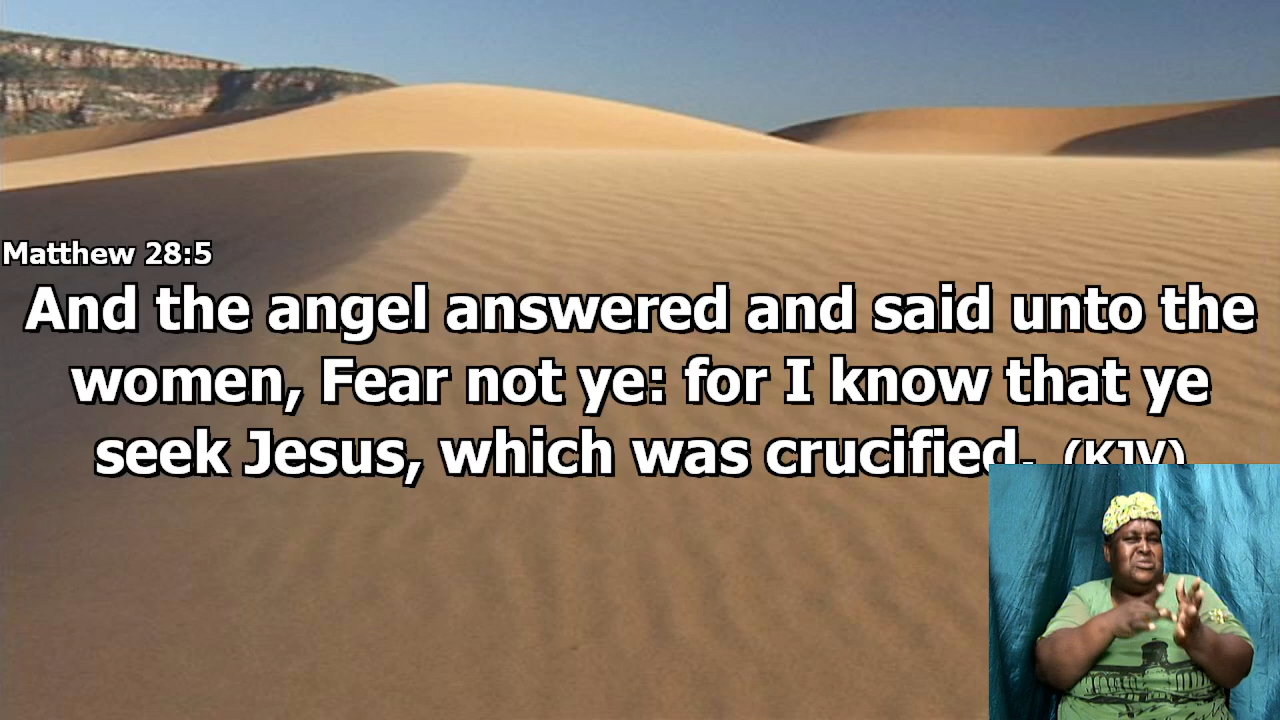 Matthew 28:5
And the angel answered and said unto the
women, Fear not ye: for I know that ye
seek Jesus, which was crucified. (KJV)